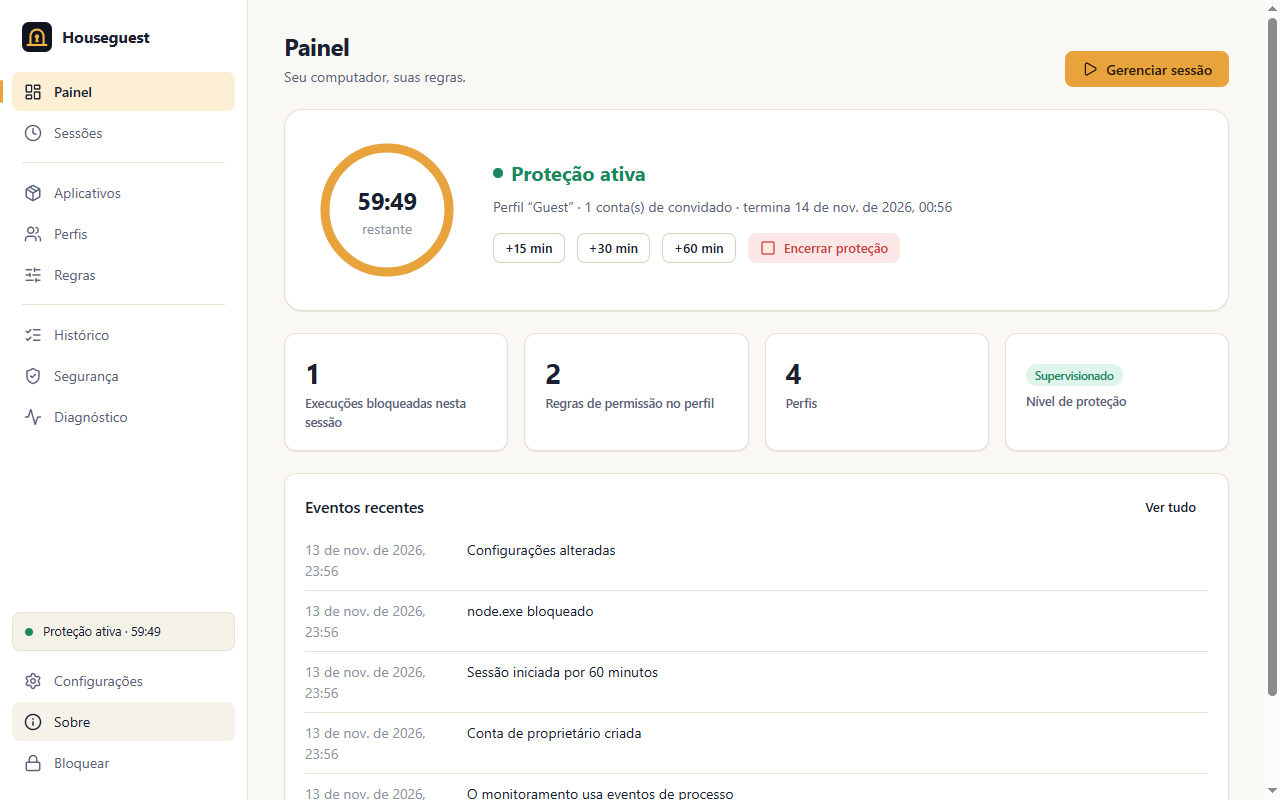 Houseguest
Painel
Sessões
Aplicativos
Perfis
Regras
Histórico
Segurança
Diagnóstico
Proteção ativa · 59:49
Configurações
Sobre
Bloquear
Painel
Seu computador, suas regras.
Gerenciar sessão
59:49
restante
Proteção ativa
Perfil “Guest” · 1 conta(s) de convidado · termina 14 de nov. de 2026, 00:56
+15 min
+30 min
+60 min
Encerrar proteção
1
Execuções bloqueadas nesta
sessão
2
Regras de permissão no perfil
4
Perfis
Supervisionado
Nível de proteção
Eventos recentes
Ver tudo
13 de nov. de 2026,
23:56
Configurações alteradas
13 de nov. de 2026,
23:56
node.exe bloqueado
13 de nov. de 2026,
23:56
Sessão iniciada por 60 minutos
13 de nov. de 2026,
23:56
Conta de proprietário criada
13 de nov. de 2026,
O monitoramento usa eventos de processo